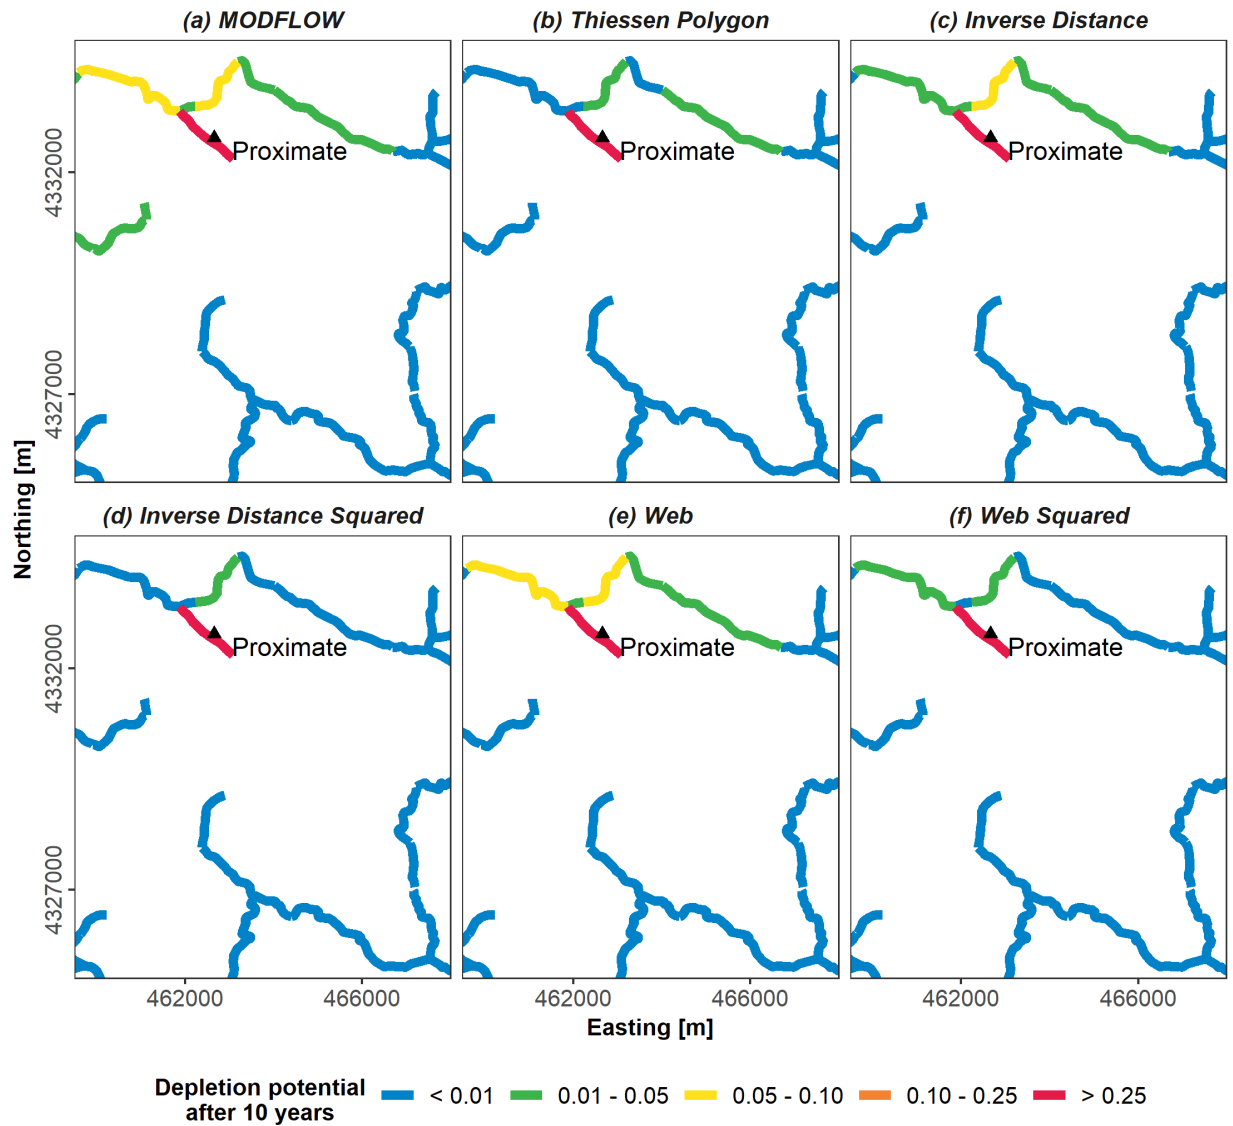 (a) MODFLOW
(b) Thiessen Polygon
(c) Inverse Distance
Proximate
Proximate
Proximate
4332000
4327000
(d) Inverse Distance Squared
(e) Web
(f) Web Squared
Proximate
Proximate
Proximate
4332000
4327000
Northing [m]
462000 466000
462000 466000
462000 466000
Easting [m]
Depletion potential
after 10 years
< 0.01
0.01 - 0.05
0.05 - 0.10
0.10 - 0.25
> 0.25